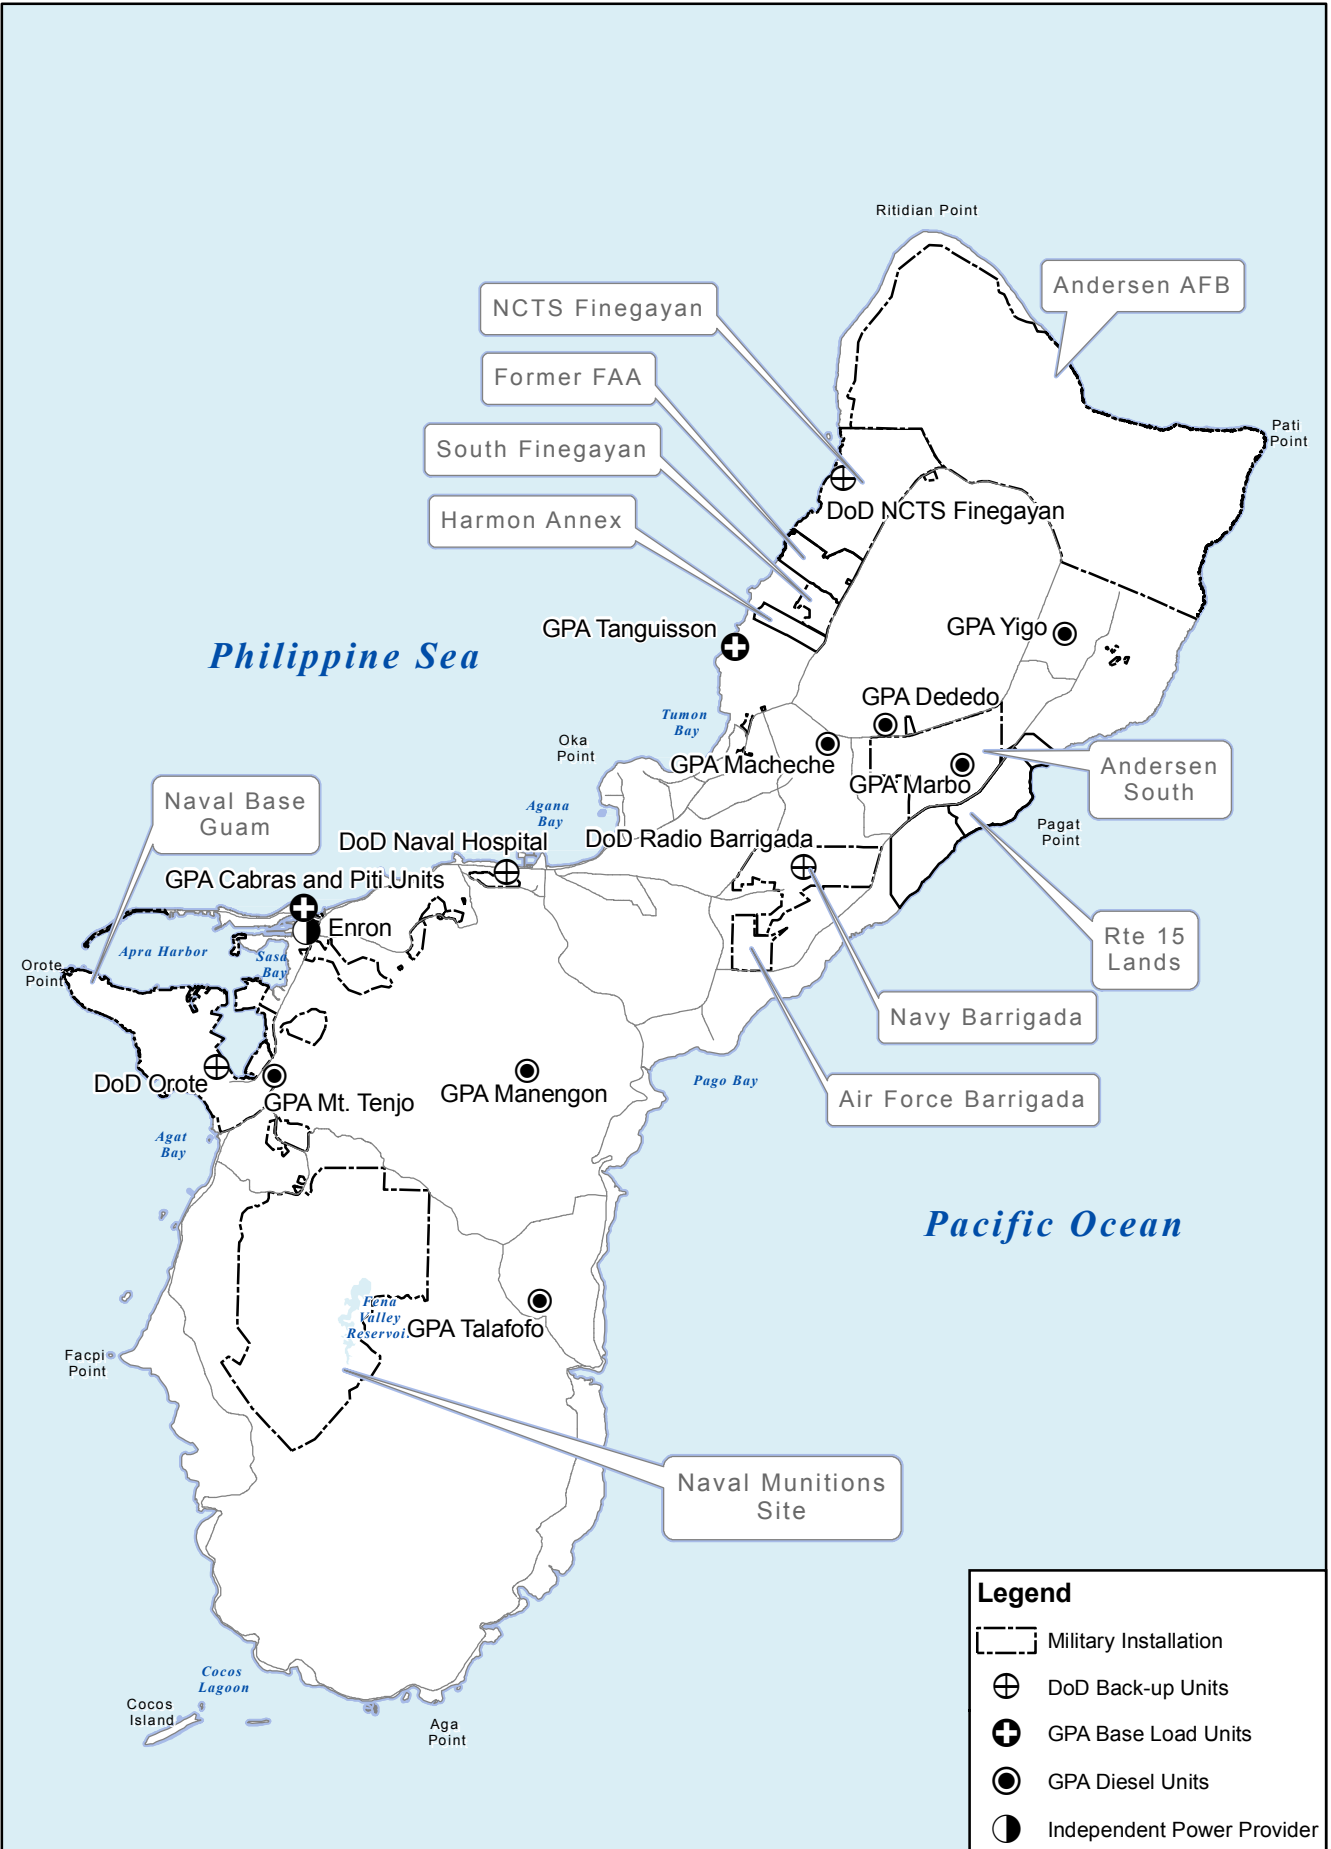 Ritidian Point
Andersen AFB
NCTS Finegayan
Former FAA
Pati
Point
South Finegayan
DoD NCTS Finegayan
Harmon Annex
GPA Tanguisson
GPA Yigo
Philippine Sea
GPA Dededo
Tumon
Bay
Oka
Point
GPA Macheche
GPA Marbo
Andersen
South
Naval Base
Guam
Agana
Bay
Pagat
Point
DoD Naval Hospital
DoD Radio Barrigada
GPA Cabras and Piti Units
Enron
Rte 15
Lands
Apra Harbor
Sasa
Bay
Orote
Point
Navy Barrigada
DoD Orote
GPA Mt. Tenjo
GPA Manengon
Pago Bay
Air Force Barrigada
Agat
Bay
Pacific Ocean
Fena
Valley
Reservoir
GPA Talafofo
Facpi
Point
Naval Munitions
Site
Cocos
Lagoon
Cocos
Island
Aga
Point
Legend
Military Installation
DoD Back-up Units
GPA Base Load Units
GPA Diesel Units
Independent Power Provider